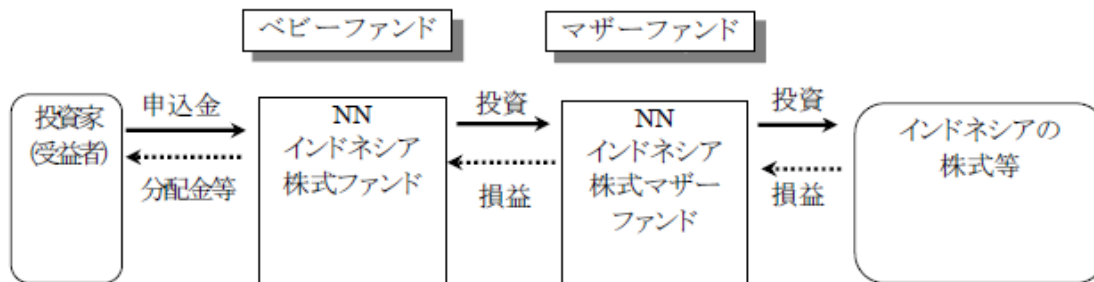 ベビーファンド
マザーファンド
投資家
(受益者)
申込金
分配金等
NN
インドネシア
株式ファンド
投資
損益
NN
インドネシア
株式マザー
ファンド
投資
損益
インドネシアの
株式等